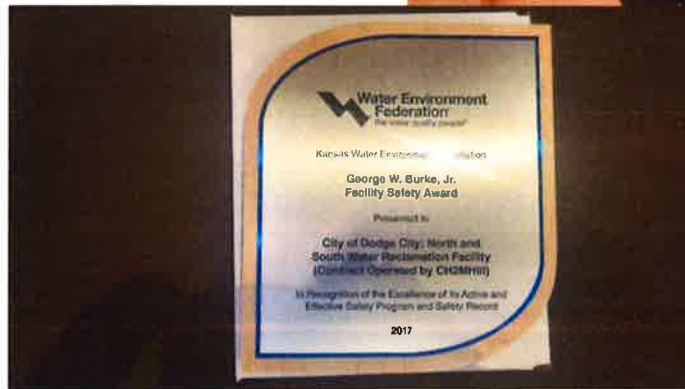 Water Environment
Federation
the water quality people®
Kansas Water Environment
George W. Burke, Jr.
Facility Safety Award
Presented to
City of Dodge City: North and
South Water Reclamation Facility
(Contract Operated by CH2MHill)
In Recognition of the Excellence of its Active and
Effective Safety Program and Safety Record
2017